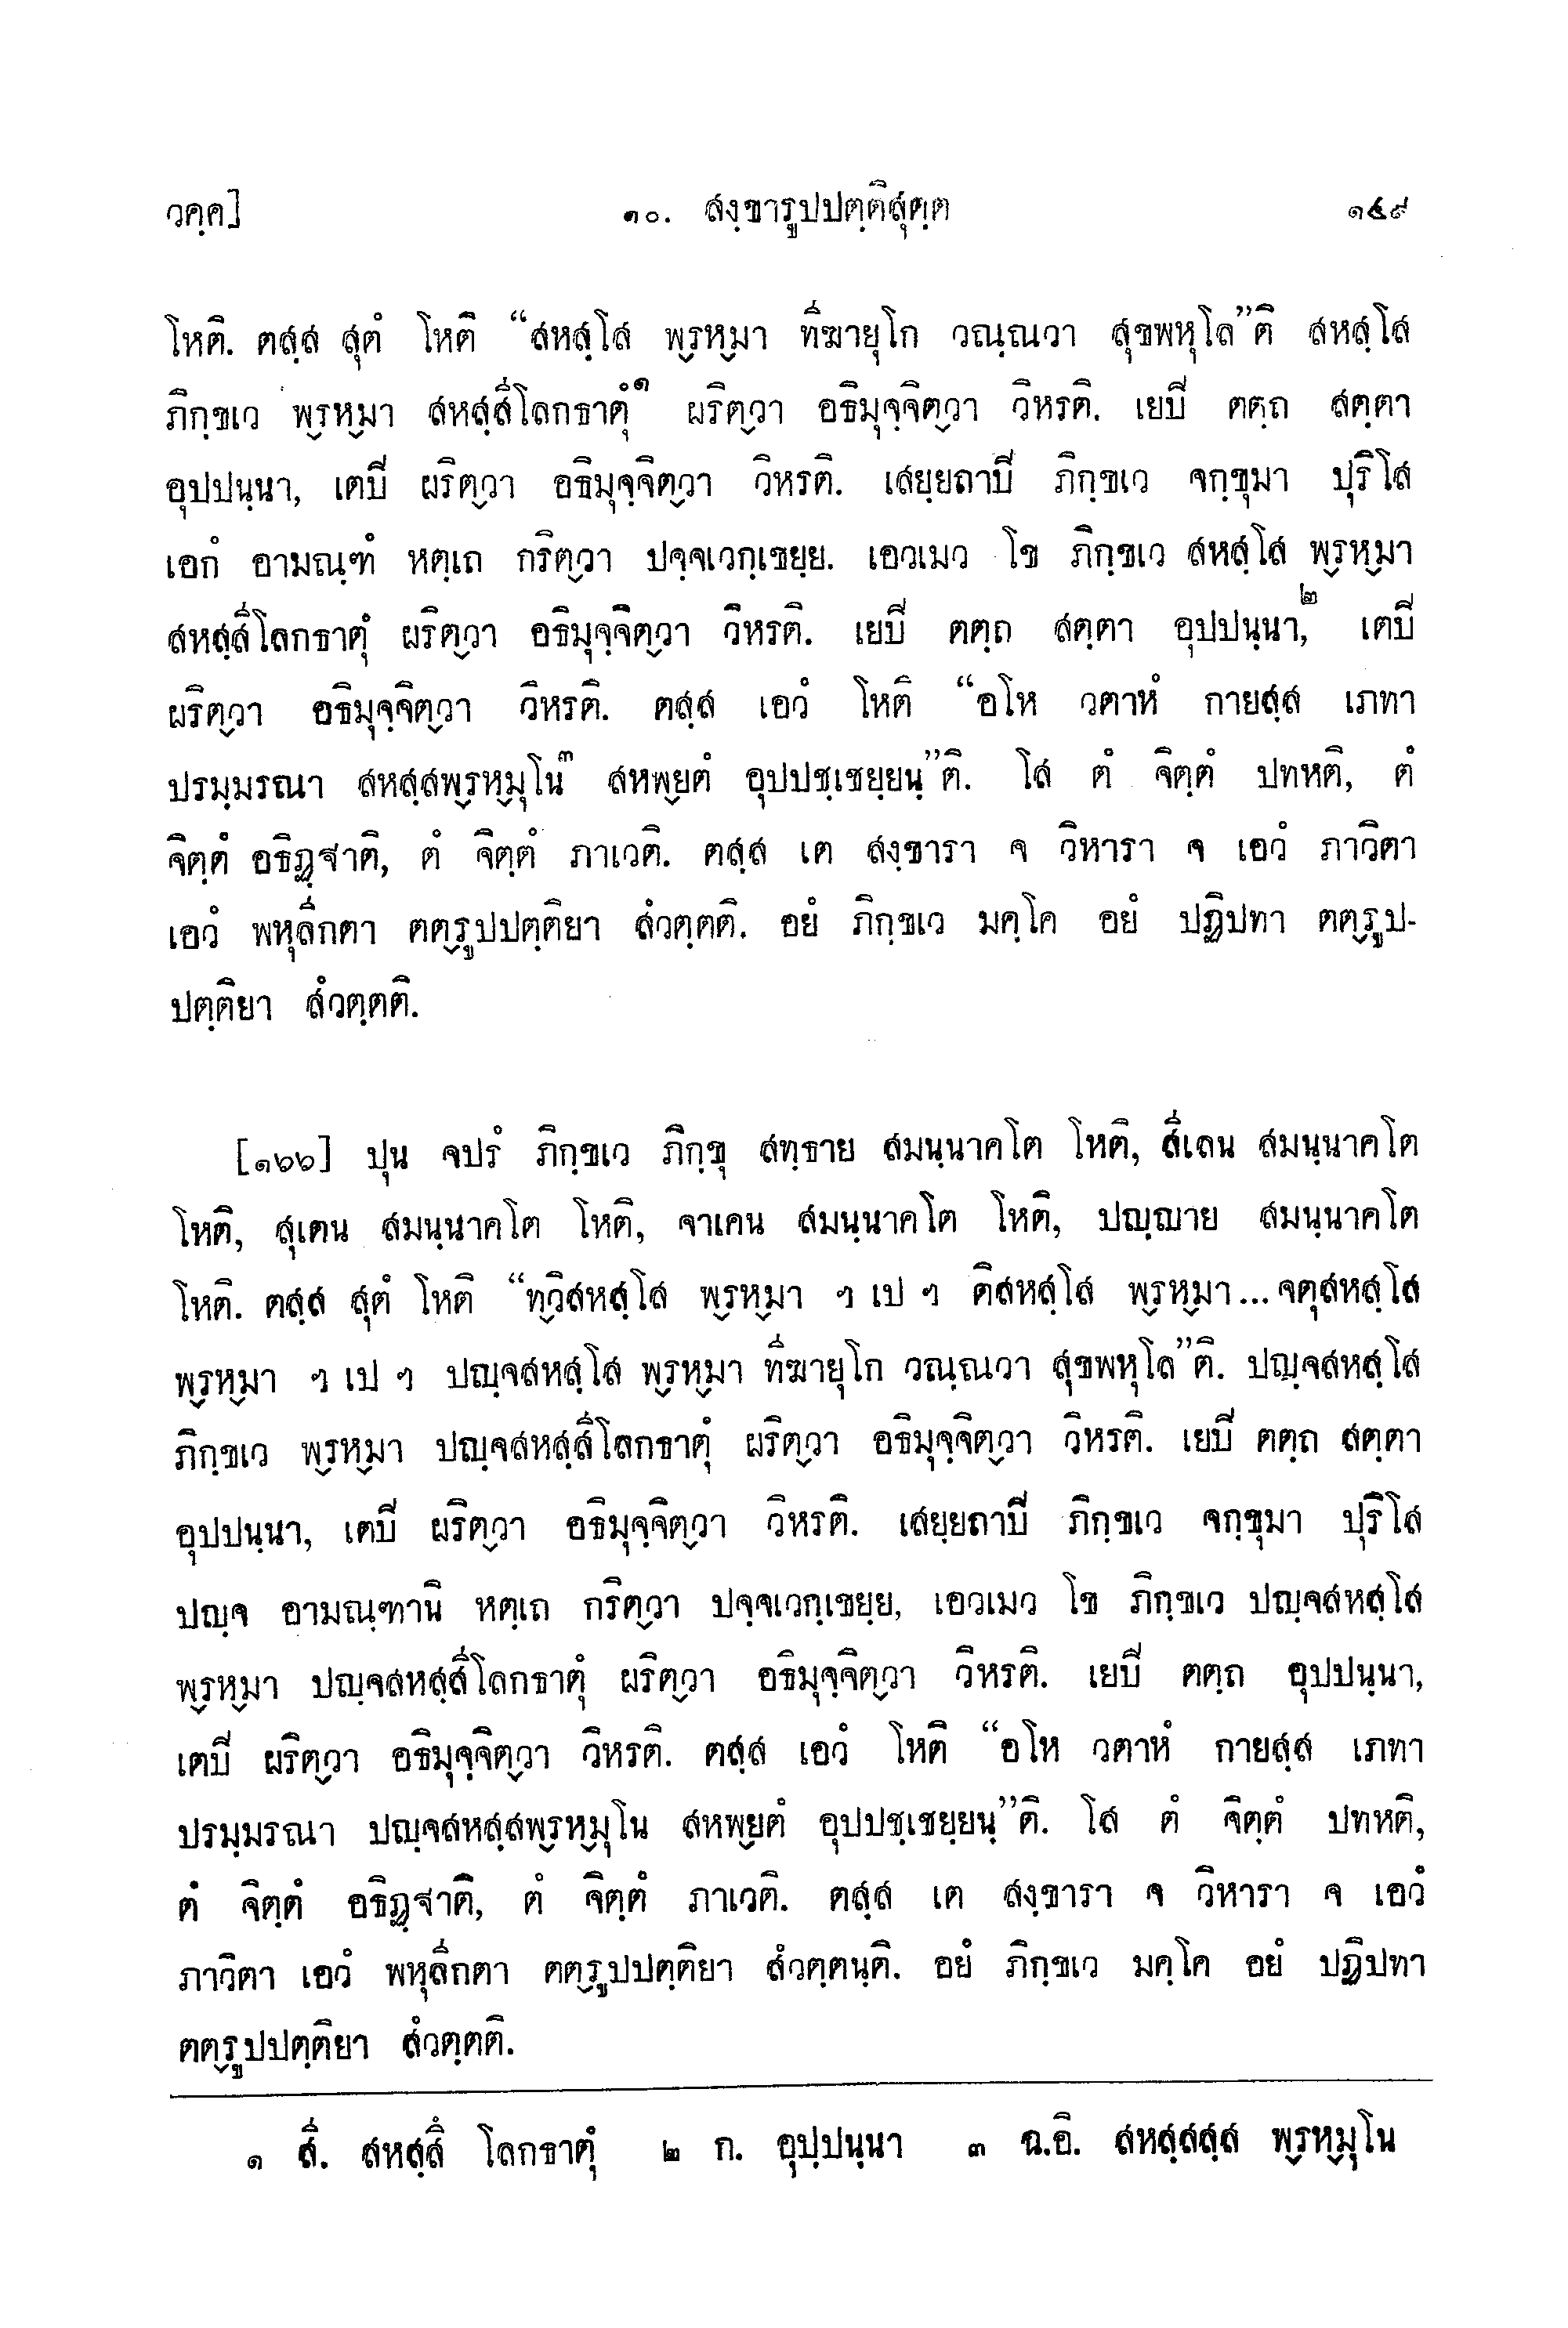 วคฺค] ๑๐. สงฺขารูปปตฺติสุตฺต ๑๕๙
โหติ. ตสฺส สุตํ โหติ “สหสฺโส พฺรหฺมา ทีฆายุโก วณฺณวา สุขพหุโล”ติ สหสฺโส
ภิกฺขเว พฺรหฺมา สหสฺสีโลกธาตุํ๑ ผริตฺวา อธิมุจฺจิตฺวา วิหรติ. เยปี ตตฺถ สตฺตา
อุปปนฺนา, เตปี ผริตฺวา อธิมุจฺจิตฺวา วิหรติ. เสยฺยถาปี ภิกฺขเว จกฺขุมา ปุริโส
เอกํ อามณฺฑํ หตฺเถ กริตฺวา ปจฺจเวกฺเขยฺย. เอวเมว โข ภิกฺขเว สหสฺโส พฺรหฺมา
สหสฺสีโลกธาตุํ ผริตฺวา อธิมุจฺจิตฺวา วิหรติ. เยปี ตตฺถ สตฺตา อุปปนฺนา,๒ เตปี
ผริตฺวา อธิมุจฺจิตฺวา วิหรติ. ตสฺส เอวํ โหติ “อโห วตาหํ กายสฺส เภทา
ปรมฺมรณา สหสฺสพฺรหฺมุโน๓ สหพฺยตํ อุปปชฺเชยฺยนฺ”ติ. โส ตํ จิตฺตํ ปทหติ, ตํ
จิตฺตํ อธิฏฺฐาติ, ตํ จิตฺตํ ภาเวติ. ตสฺส เต สงฺขารา จ วิหารา จ เอวํ ภาวิตา
เอวํ พหุลีกตา ตตฺรูปปตฺติยา สํวตฺตติ. อยํ ภิกฺขเว มคฺโค อยํ ปฏิปทา ตตฺรูป-
ปตฺติยา สํวตฺตติ.
[๑๖๖] ปุน จปรํ ภิกฺขเว ภิกฺขุ สทฺธาย สมนฺนาคโต โหติ, สีเลน สมนฺนาคโต
โหติ, สุเตน สมนฺนาคโต โหติ, จาเคน สมนฺนาคโต โหติ, ปญฺญาย สมนฺนาคโต
โหติ. ตสฺส สุตํ โหติ “ทฺวิสหสฺโส พฺรหฺมา ฯ เป ฯ ติสหสฺโส พฺรหฺมา…จตุสหสฺโส
พฺรหฺมา ฯ เป ฯ ปญฺจสหสฺโส พฺรหฺมา ทีฆายุโก วณฺณวา สุขพหุโล”ติ. ปญฺจสหสฺโส
ภิกฺขเว พฺรหฺมา ปญฺจสหสฺสีโลกธาตุํ ผริตฺวา อธิมุจฺจิตฺวา วิหรติ. เยปี ตตฺถ สตฺตา
อุปปนฺนา, เตปี ผริตฺวา อธิมุจฺจิตฺวา วิหรติ. เสยฺยถาปี ภิกฺขเว จกฺขุมา ปุริโส
ปญฺจ อามณฺฑานิ หตฺเถ กริตฺวา ปจฺจเวกฺเขยฺย, เอวเมว โข ภิกฺขเว ปญฺจสหสฺโส
พฺรหฺมา ปญฺจสหสฺสีโลกธาตุํ ผริตฺวา อธิมุจฺจิตฺวา วิหรติ. เยปี ตตฺถ อุปปนฺนา,
เตปี ผริตฺวา อธิมุจฺจิตฺวา วิหรติ. ตสฺส เอวํ โหติ “อโห วตาหํ กายสฺส เภทา
ปรมฺมรณา ปญฺจสหสฺสพฺรหฺมุโน สหพฺยตํ อุปปชฺเชยฺยนฺ”ติ. โส ตํ จิตฺตํ ปทหติ,
ตํ จิตฺตํ อธิฏฺฐาติ, ตํ จิตฺตํ ภาเวติ. ตสฺส เต สงฺขารา จ วิหารา จ เอวํ
ภาวิตา เอวํ พหุลีกตา ตตฺรูปปตฺติยา สํวตฺตนฺติ. อยํ ภิกฺขเว มคฺโค อยํ ปฏิปทา
ตตฺรูปปตฺติยา สํวตฺตติ.
๑ สี. สหสฺสึ โลกธาตุํ ๒ ก. อุปฺปนฺนา ๓ ฉ.อิ. สหสฺสสฺส พฺรหฺมุโน